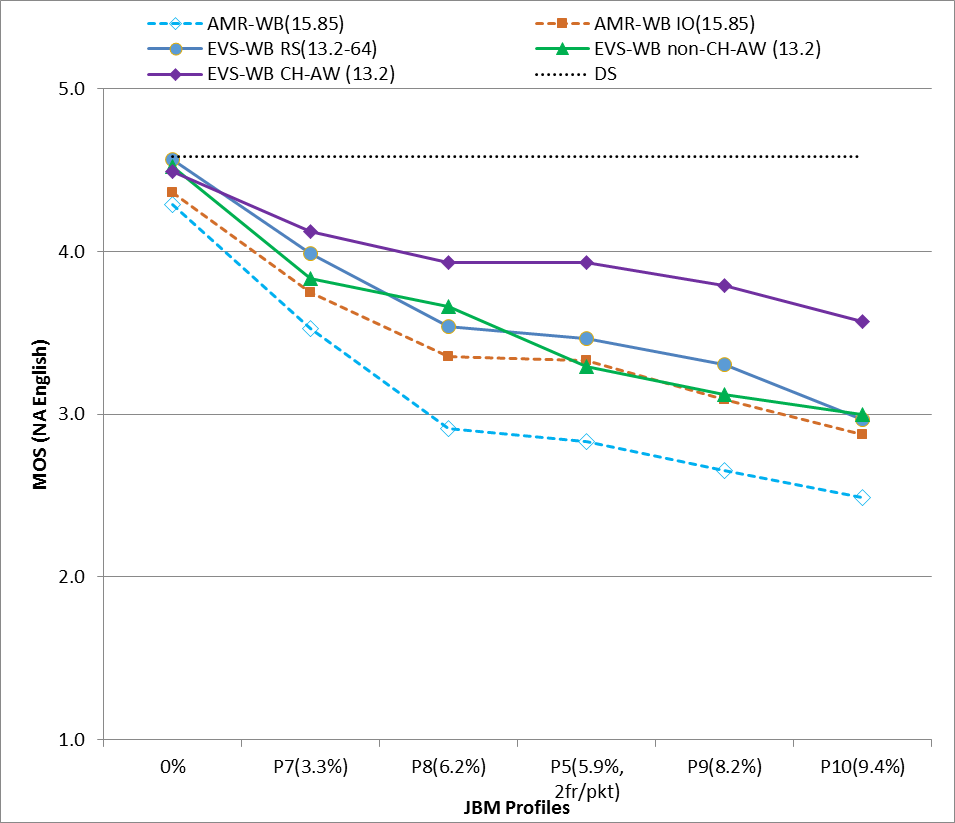 AMR-WB(15.85)
AMR-WB IO(15.85)
EVS-WB RS(13.2-64)
EVS-WB non-CH-AW (13.2)
EVS-WB CH-AW (13.2)
DS
5.0
4.0
3.0
2.0
1.0
MOS (NA English)
0%
P7(3.3%)
P8(6.2%)
P5(5.9%,
2fr/pkt)
P9(8.2%)
P10(9.4%)
JBM Profiles